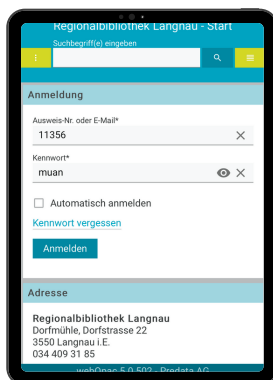 Regionalbibliothek Langnau - Start
Suchbegriff(e) eingeben
Anmeldung
Ausweis-Nr. oder E-Mail*
11356
Kennwort*
muan
Automatisch anmelden
Kennwort vergessen
Anmelden
Adresse
Regionalbibliothek Langnau
Dorfmühle, Dorfstrasse 22
3550 Langnau i.E.
034 409 31 85
webOpac 5.0.502 - Predata AG